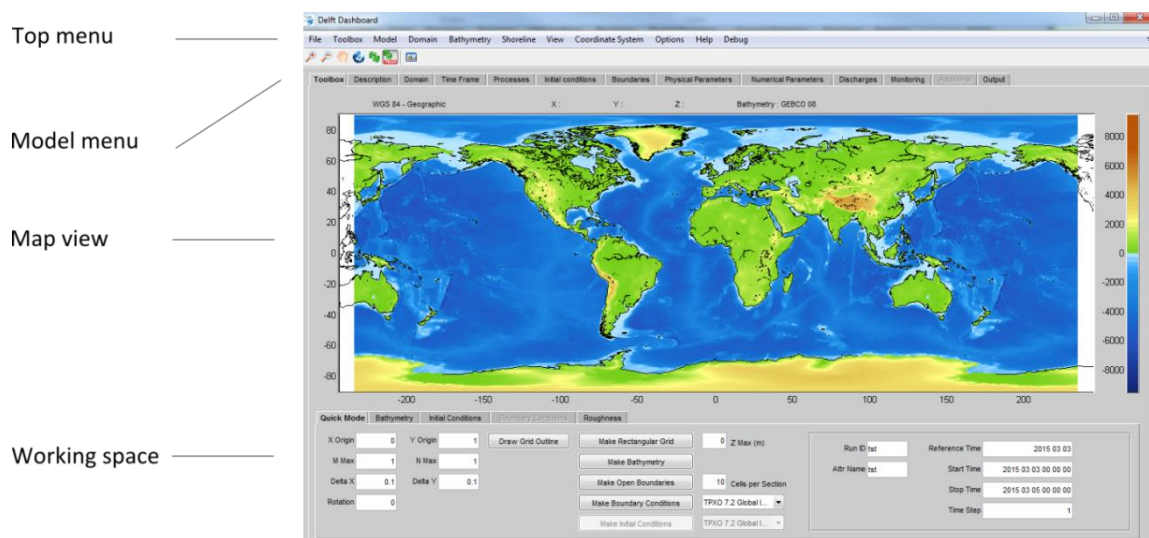 Delft Dashboard
Top menu
File Toolbox Model Domain Bathymetry Shoreline View Coordinate System Options Help Debug
Model menu
Toolbox Description Domain Time Frame Processes Initial conditions Boundaries Physical Parameters Numerical Parameters Discharges Monitoring Additional Output
WGS 84 - Geographic X : Y : Z : Bathymetry : GEBCO 08
Map view
80
60
40
20
0
-20
-40
-60
-80
-200 -150 -100 -50 0 50 100 150 200
8000
6000
4000
2000
0
-2000
-4000
-6000
-8000
Working space
Quick Mode Bathymetry Initial Conditions Boundary Conditions Roughness
X Origin 0 Y Origin 1 Draw Grid Outline Make Rectangular Grid 0 Z Max (m)
M Max 1 N Max 1 Make Bathymetry
Delta X 0.1 Delta Y 0.1 Make Open Boundaries 10 Cells per Section
Rotation 0 Make Boundary Conditions TPXO 7.2 Global I...
Make Initial Conditions TPXO 7.2 Global I...
Run ID tst Reference Time 2015 03 03
Attr Name tst Start Time 2015 03 03 00 00 00
Stop Time 2015 03 05 00 00 00
Time Step 1